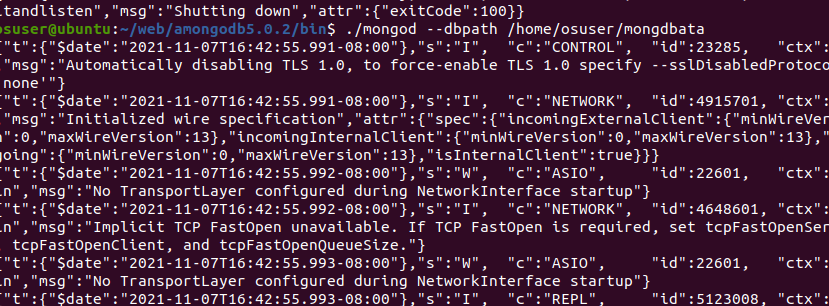 itandlisten","msg":"Shutting down","attr":{"exitCode":100}}
osuser@ubuntu:~/web/amongodb5.0.2/bin$ ./mongod --dbpath /home/osuser/mongdbata
{"t":{"$date":"2021-11-07T16:42:55.991-08:00"},"s":"I", "c":"CONTROL", "id":23285, "ctx":
"msg":"Automatically disabling TLS 1.0, to force-enable TLS 1.0 specify --sslDisabledProtoco
none'"}
{"t":{"$date":"2021-11-07T16:42:55.991-08:00"},"s":"I", "c":"NETWORK", "id":4915701, "ctx":
"msg":"Initialized wire specification","attr":{"spec":{"incomingExternalClient":{"minWireVer
n":0,"maxWireVersion":13},"incomingInternalClient":{"minWireVersion":0,"maxWireVersion":13},"
going":{"minWireVersion":0,"maxWireVersion":13},"isInternalClient":true}}}
{"t":{"$date":"2021-11-07T16:42:55.992-08:00"},"s":"W", "c":"ASIO", "id":22601, "ctx":
in","msg":"No TransportLayer configured during NetworkInterface startup"}
{"t":{"$date":"2021-11-07T16:42:55.992-08:00"},"s":"I", "c":"NETWORK", "id":4648601, "ctx":
in","msg":"Implicit TCP FastOpen unavailable. If TCP FastOpen is required, set tcpFastOpenSer
, tcpFastOpenClient, and tcpFastOpenQueueSize."}
{"t":{"$date":"2021-11-07T16:42:55.993-08:00"},"s":"W", "c":"ASIO", "id":22601, "ctx":
in","msg":"No TransportLayer configured during NetworkInterface startup"}
{"t":{"$date":"2021-11-07T16:42:55.993-08:00"},"s":"I", "c":"REPL", "id":5123008, "ctx":